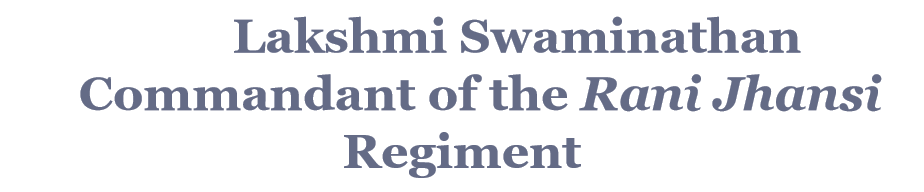 Lakshmi Swaminathan
Commandant of the Rani Jhansi
Regiment